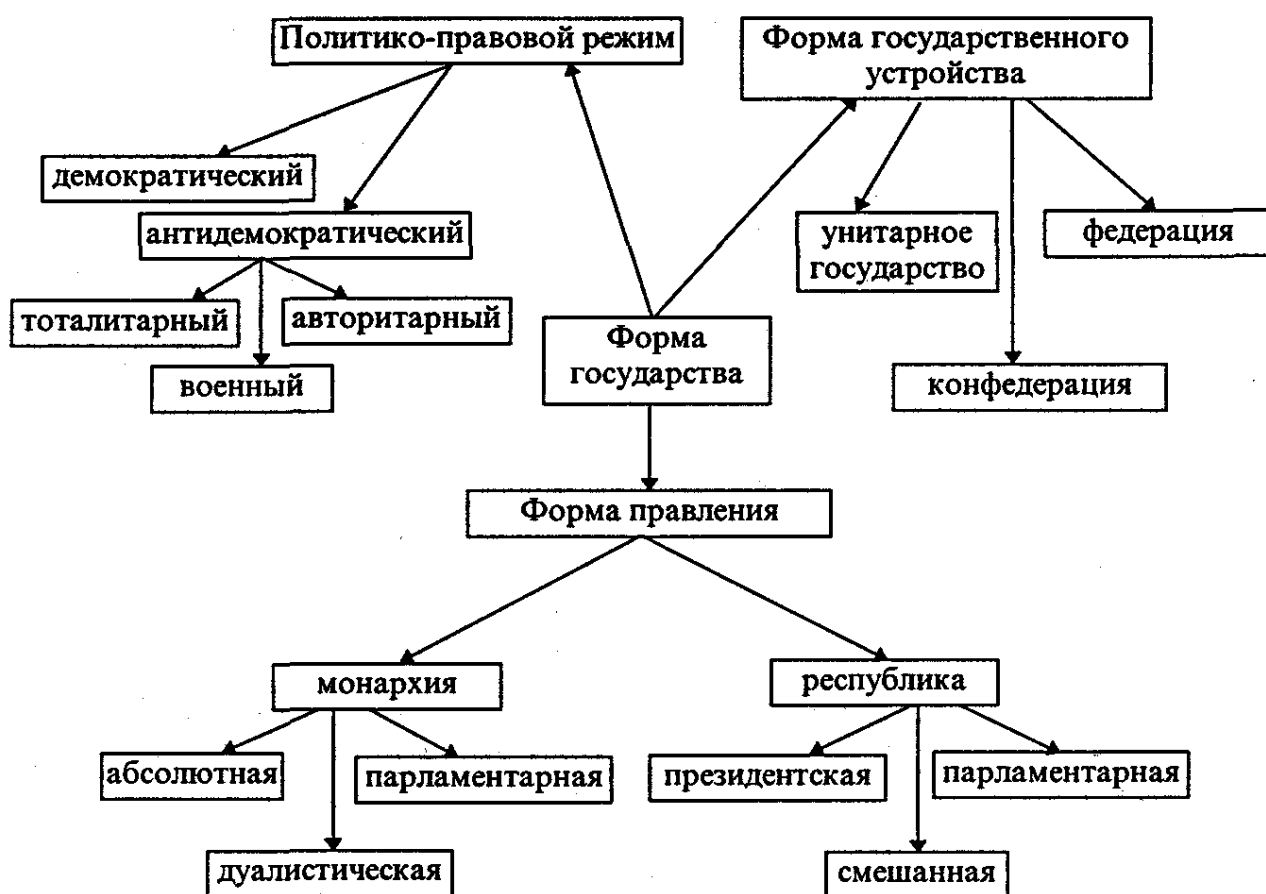 Политико-правовой режим
Форма государственного
устройства
демократический
антидемократический
тоталитарный
авторитарный
военный
унитарное
государство
федерация
конфедерация
Форма
государства
Форма правления
монархия
республика
абсолютная
парламентарная
дуалистическая
президентская
парламентарная
смешанная